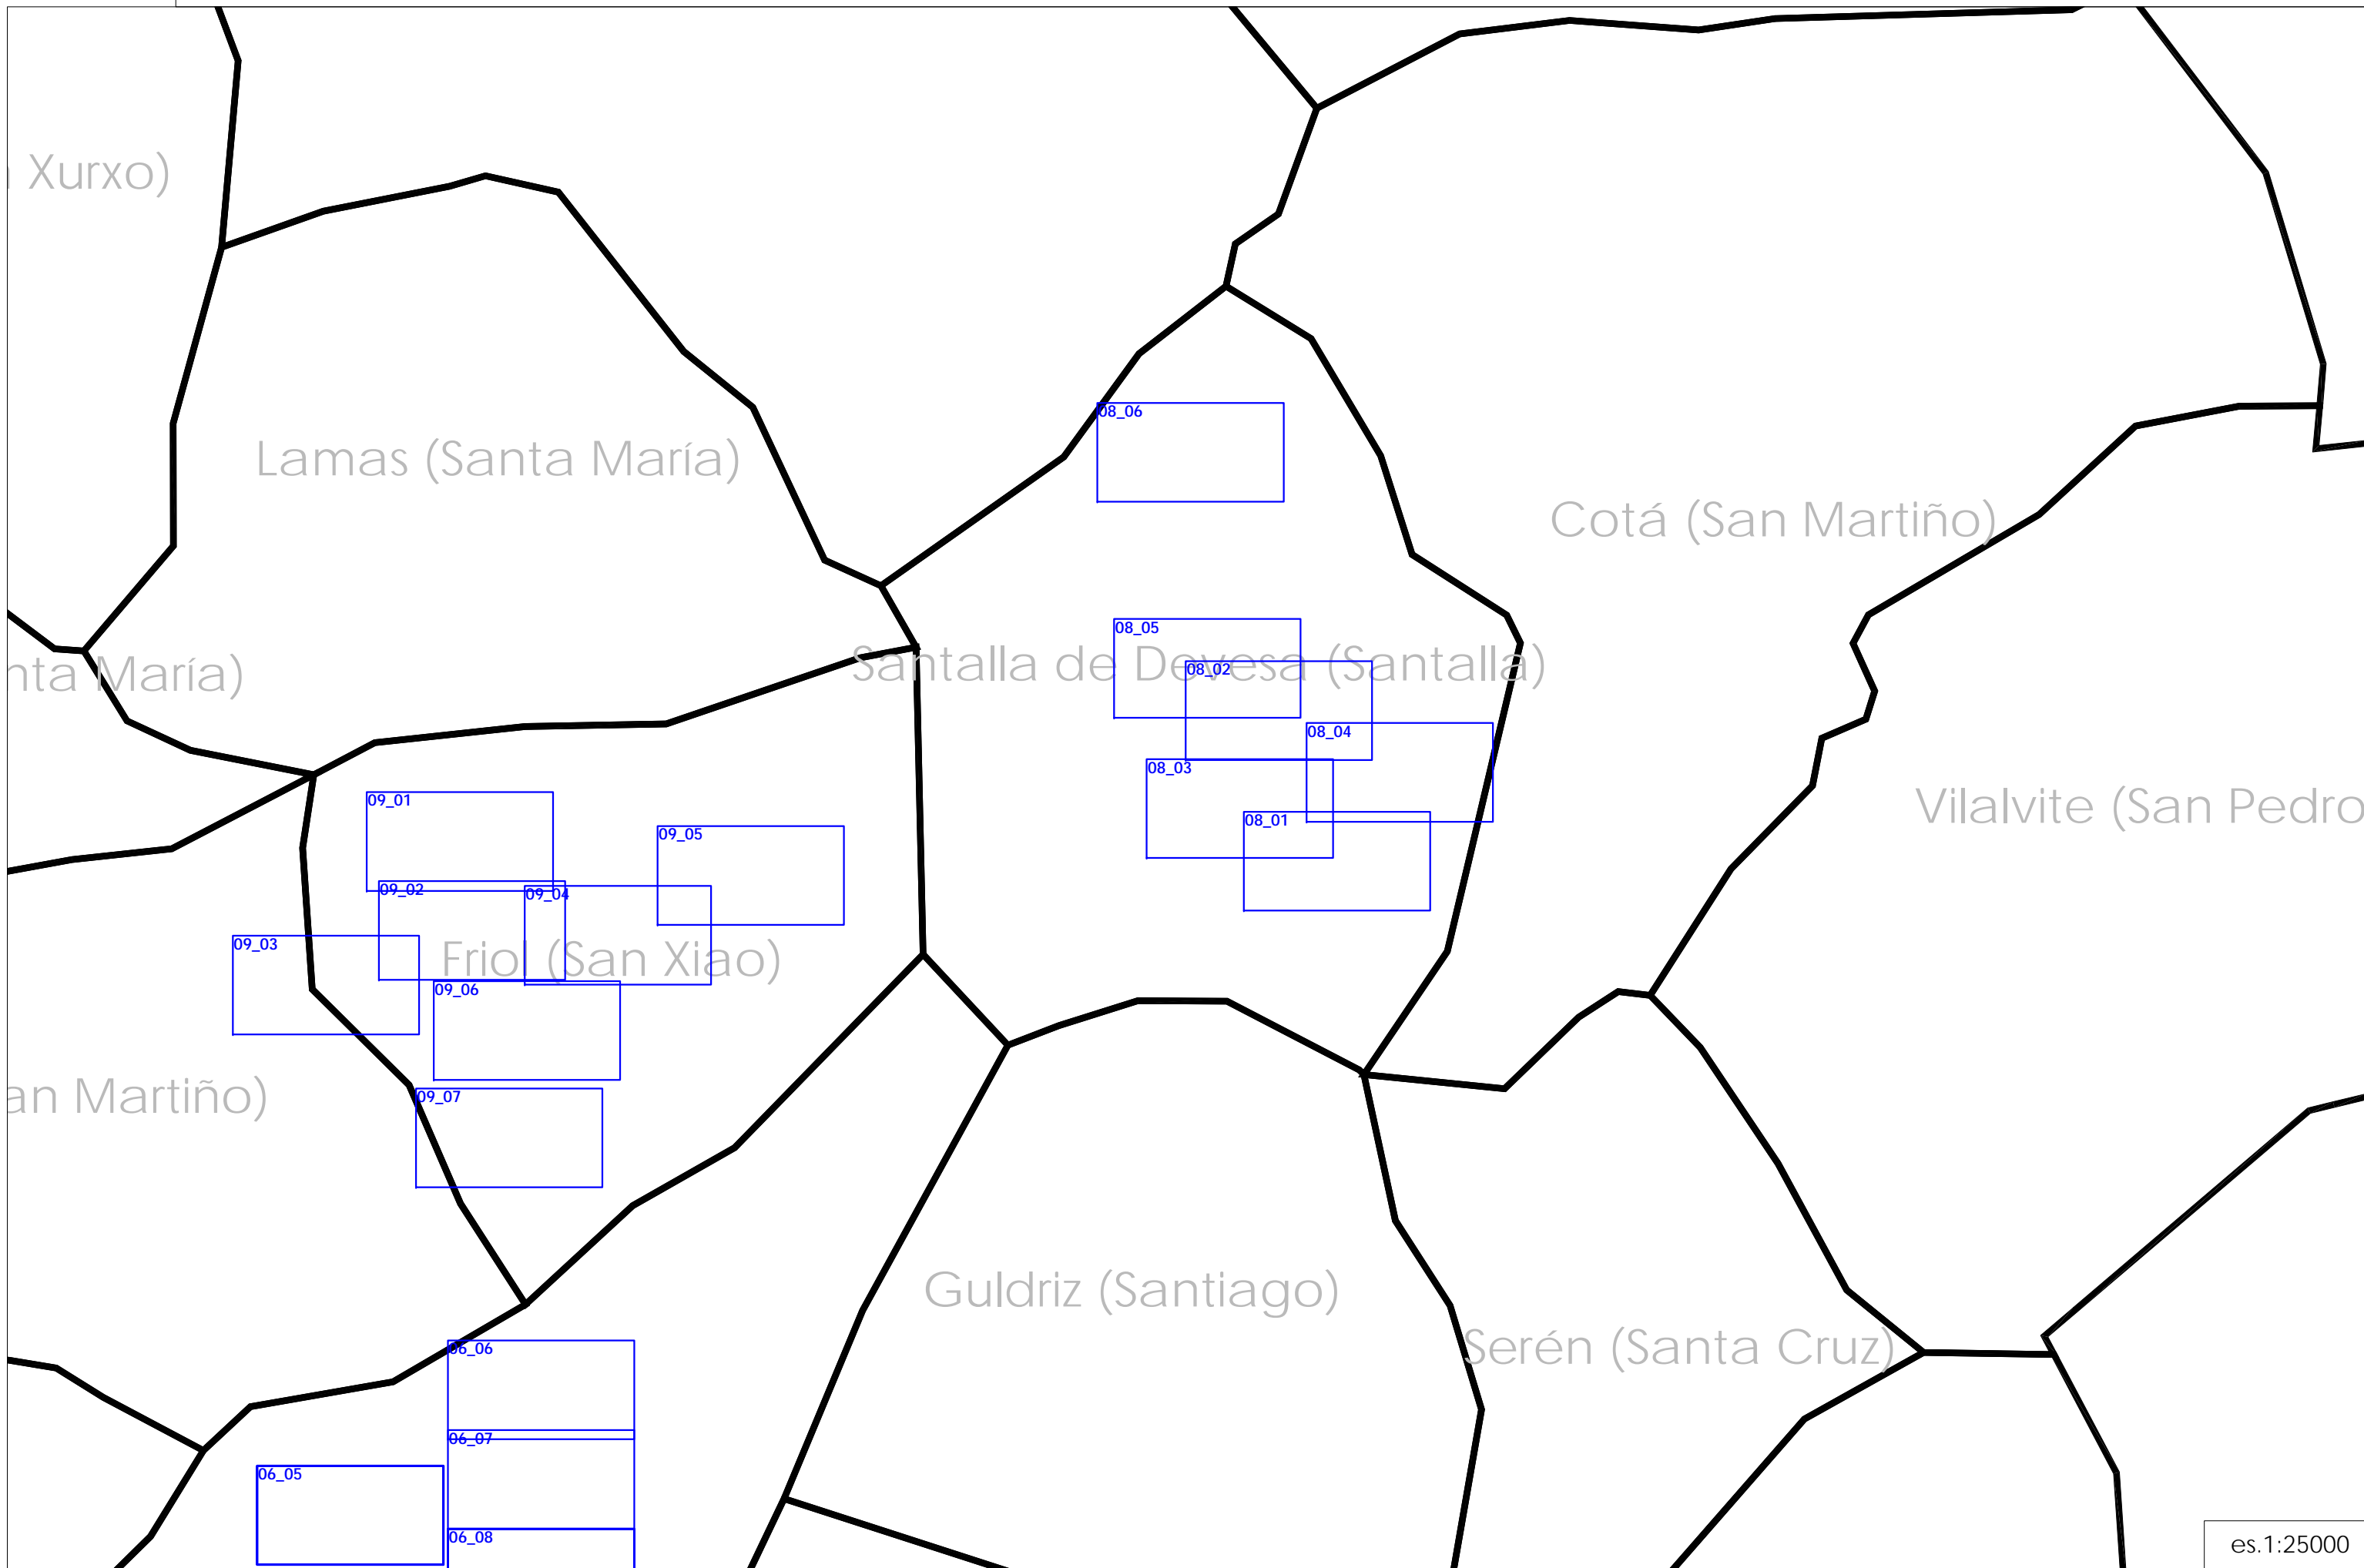 Xurxo)
08_06
Lamas (Santa María)
Cotá (San Martiño)
08_05
Santalla de Devesa (Santalla)
08_02
nta María)
08_04
08_03
09_01
Vilalvite (San Pedro
08_01
09_05
09_02
09_04
09_03
Friol (San Xiao)
09_06
an Martiño)
09_07
Guldriz (Santiago)
06_06
Serén (Santa Cruz)
06_07
06_05
06_08
es.1:25000